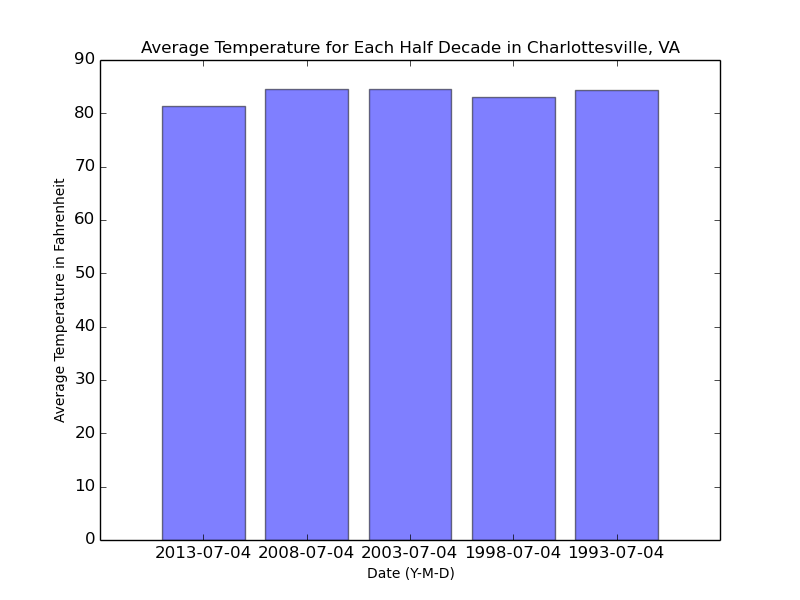 Average Temperature for Each Half Decade in Charlottesville, VA
90
80
70
60
50
40
30
20
10
0
Average Temperature in Fahrenheit
2013-07-04 2008-07-04 2003-07-04 1998-07-04 1993-07-04
Date (Y-M-D)